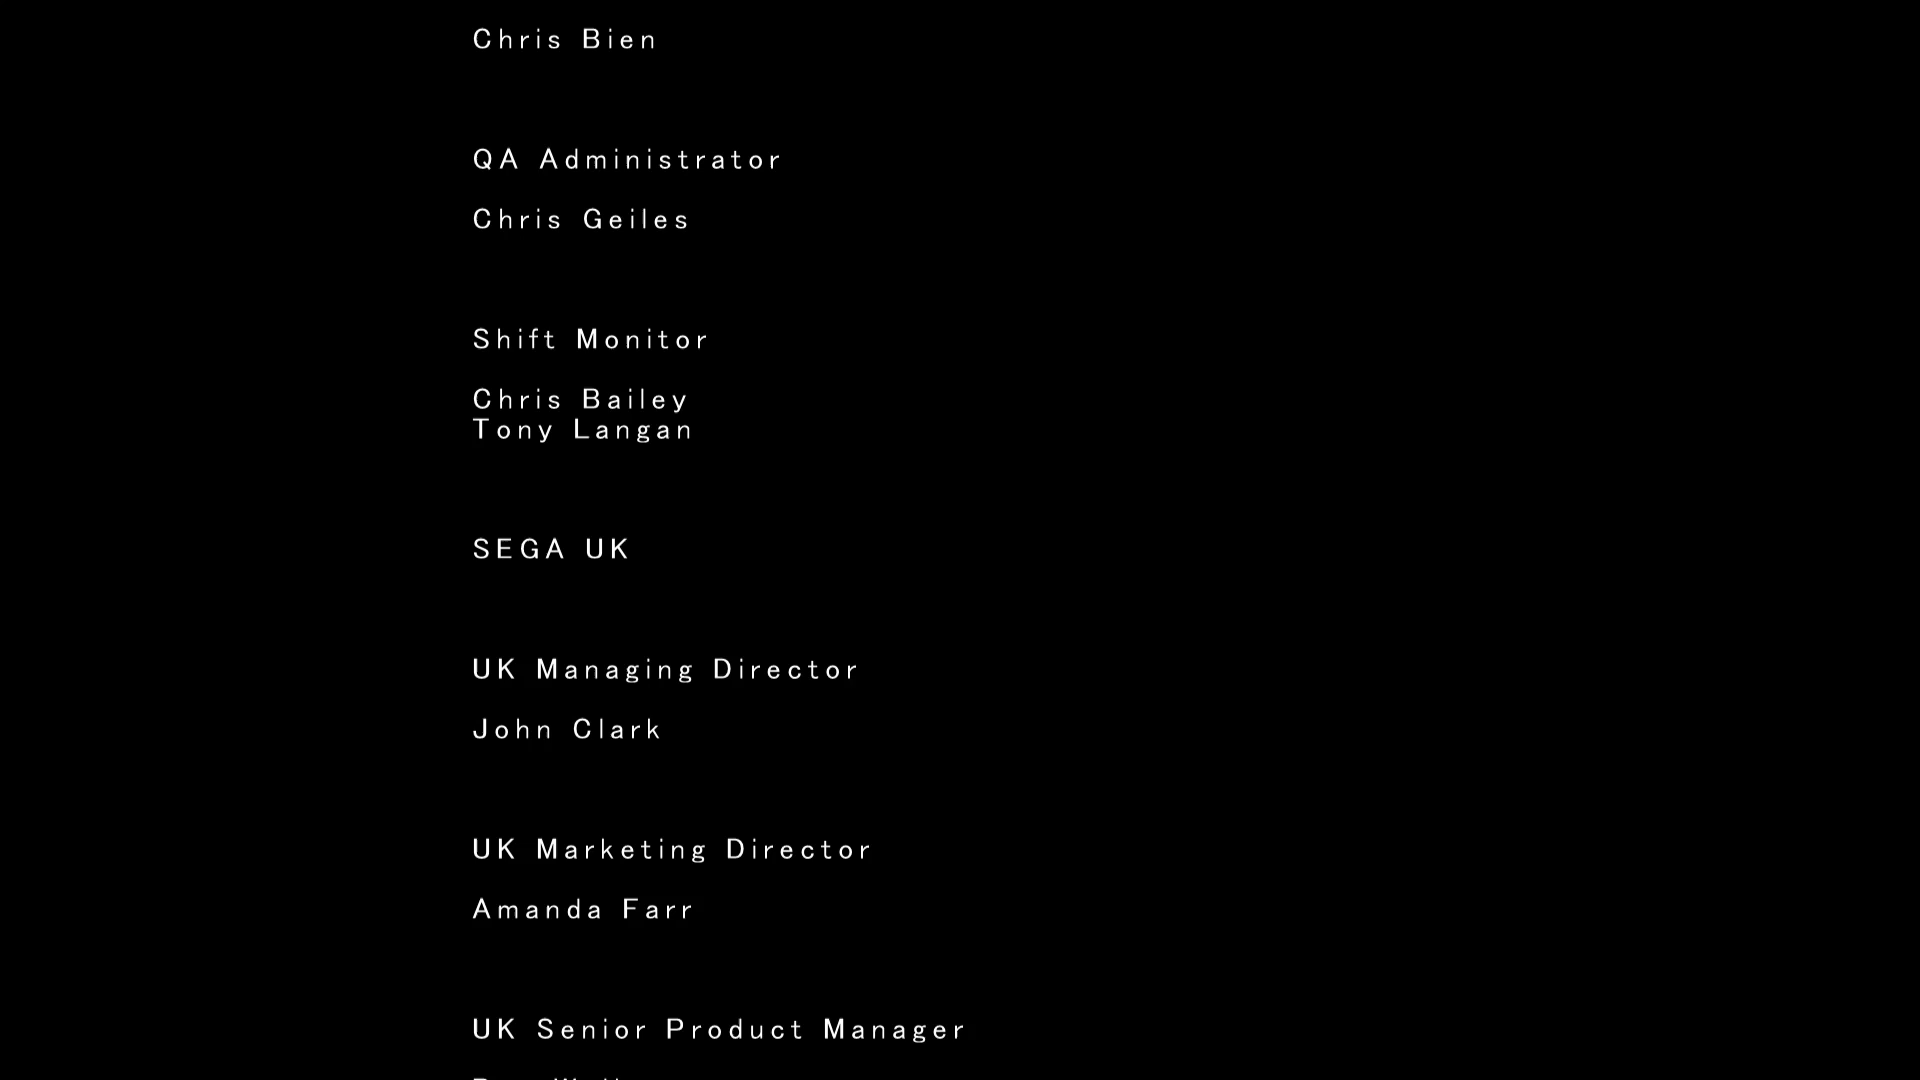 Chris Bien
QA Administrator
Chris Geiles
Shift Monitor
Chris Bailey
Tony Langan
SEGA UK
UK Managing Director
John Clark
UK Marketing Director
Amanda Farr
UK Senior Product Manager